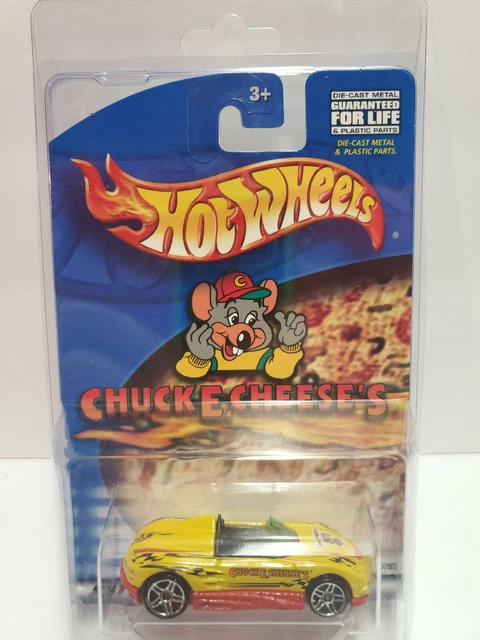 3+
DIE-CAST METAL
GUARANTEED
FOR LIFE
& PLASTIC PARTS
DIE-CAST METAL
& PLASTIC PARTS.
HOT WHEELS
®
C
CHUCK E. CHEESE'S
CHUCK E. CHEESE'S